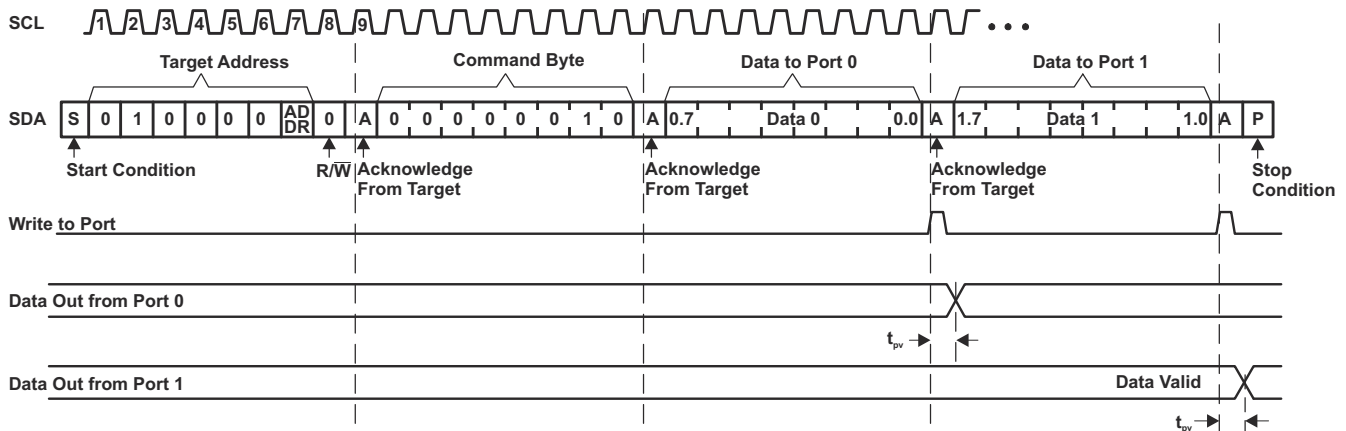 SCL 1 2 3 4 5 6 7 8 9
Target Address Command Byte Data to Port 0 Data to Port 1
SDA S 0 1 0 0 0 0 AD DR 0 A 0 0 0 0 0 0 1 0 A 0.7 Data 0 0.0 A 1.7 Data 1 1.0 A P
Start Condition R/W̅ Acknowledge From Target Acknowledge From Target Acknowledge From Target Stop Condition
Write to Port
Data Out from Port 0
tpv
Data Out from Port 1 Data Valid
tpv